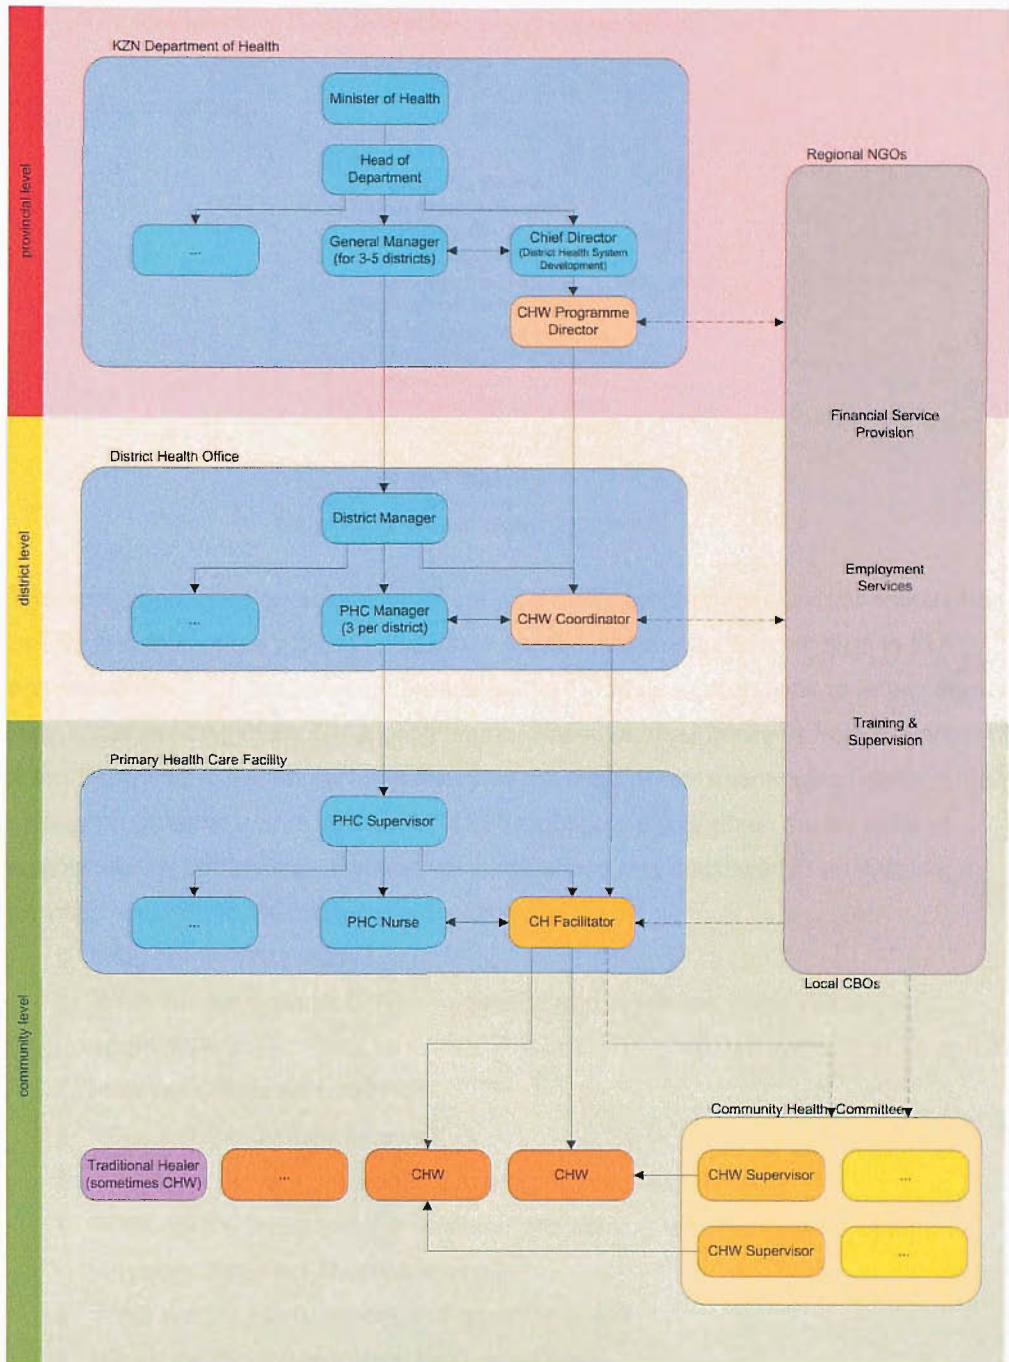 KZN Department of Health
Minister of Health
Head of
Department
...
General Manager
(for 3-5 districts)
Chief Director
(District Health System
Development)
CHW Programme
Director
provincial level
Regional NGOs
Financial Service
Provision
Employment
Services
Training &
Supervision
Local CBOs
District Health Office
District Manager
...
PHC Manager
(3 per district)
CHW Coordinator
district level
Primary Health Care Facility
PHC Supervisor
...
PHC Nurse
CH Facilitator
community level
Community Health Committee
Traditional Healer
(sometimes CHW)
...
CHW
CHW
CHW Supervisor
...
CHW Supervisor
...